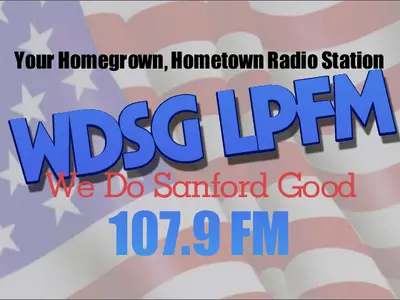 Your Homegrown, Hometown Radio Station
WDSG LPFM
We Do Sanford Good
107.9 FM